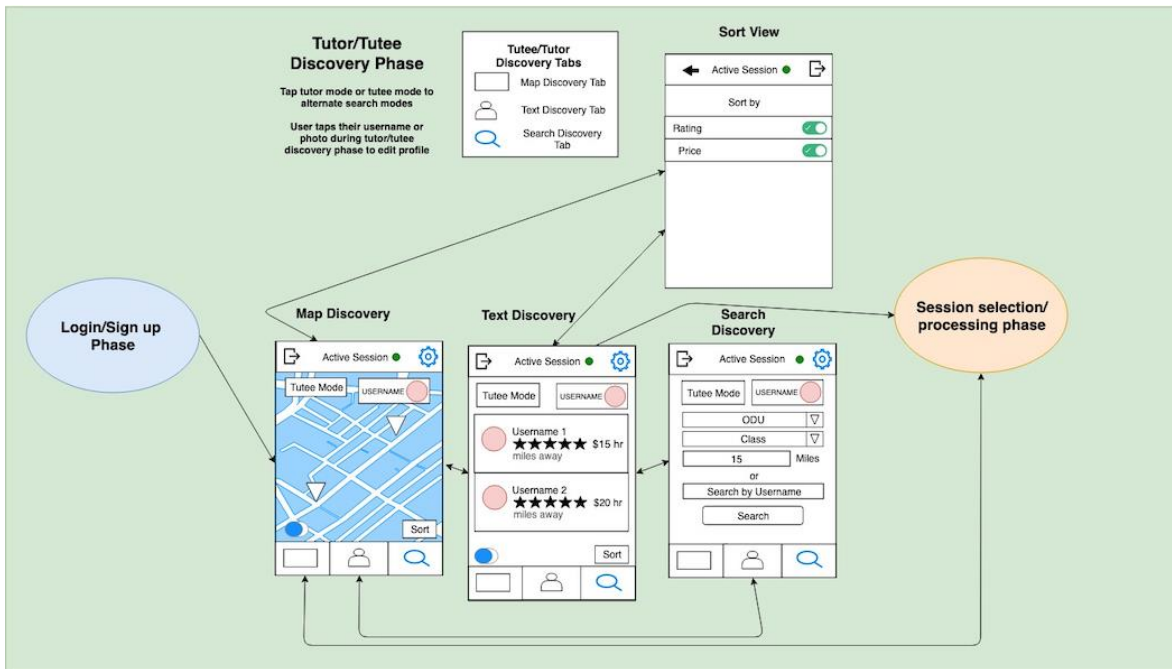 Tutor/Tutee
Discovery Phase
Tap tutor mode or tutee mode to
alternate search modes
User taps their username or
photo during tutor/tutee
discovery phase to edit profile
Tutee/Tutor
Discovery Tabs
Map Discovery Tab
Text Discovery Tab
Search Discovery
Tab
Sort View
Active Session
Sort by
Rating
Price
Login/Sign up
Phase
Session selection/
processing phase
Map Discovery
Active Session
Tutee Mode
USERNAME
Sort
Text Discovery
Active Session
Tutee Mode
USERNAME
Username 1
$15 hr
miles away
Username 2
$20 hr
miles away
Sort
Search
Discovery
Active Session
Tutee Mode
USERNAME
ODU
Class
15 Miles
or
Search by Username
Search